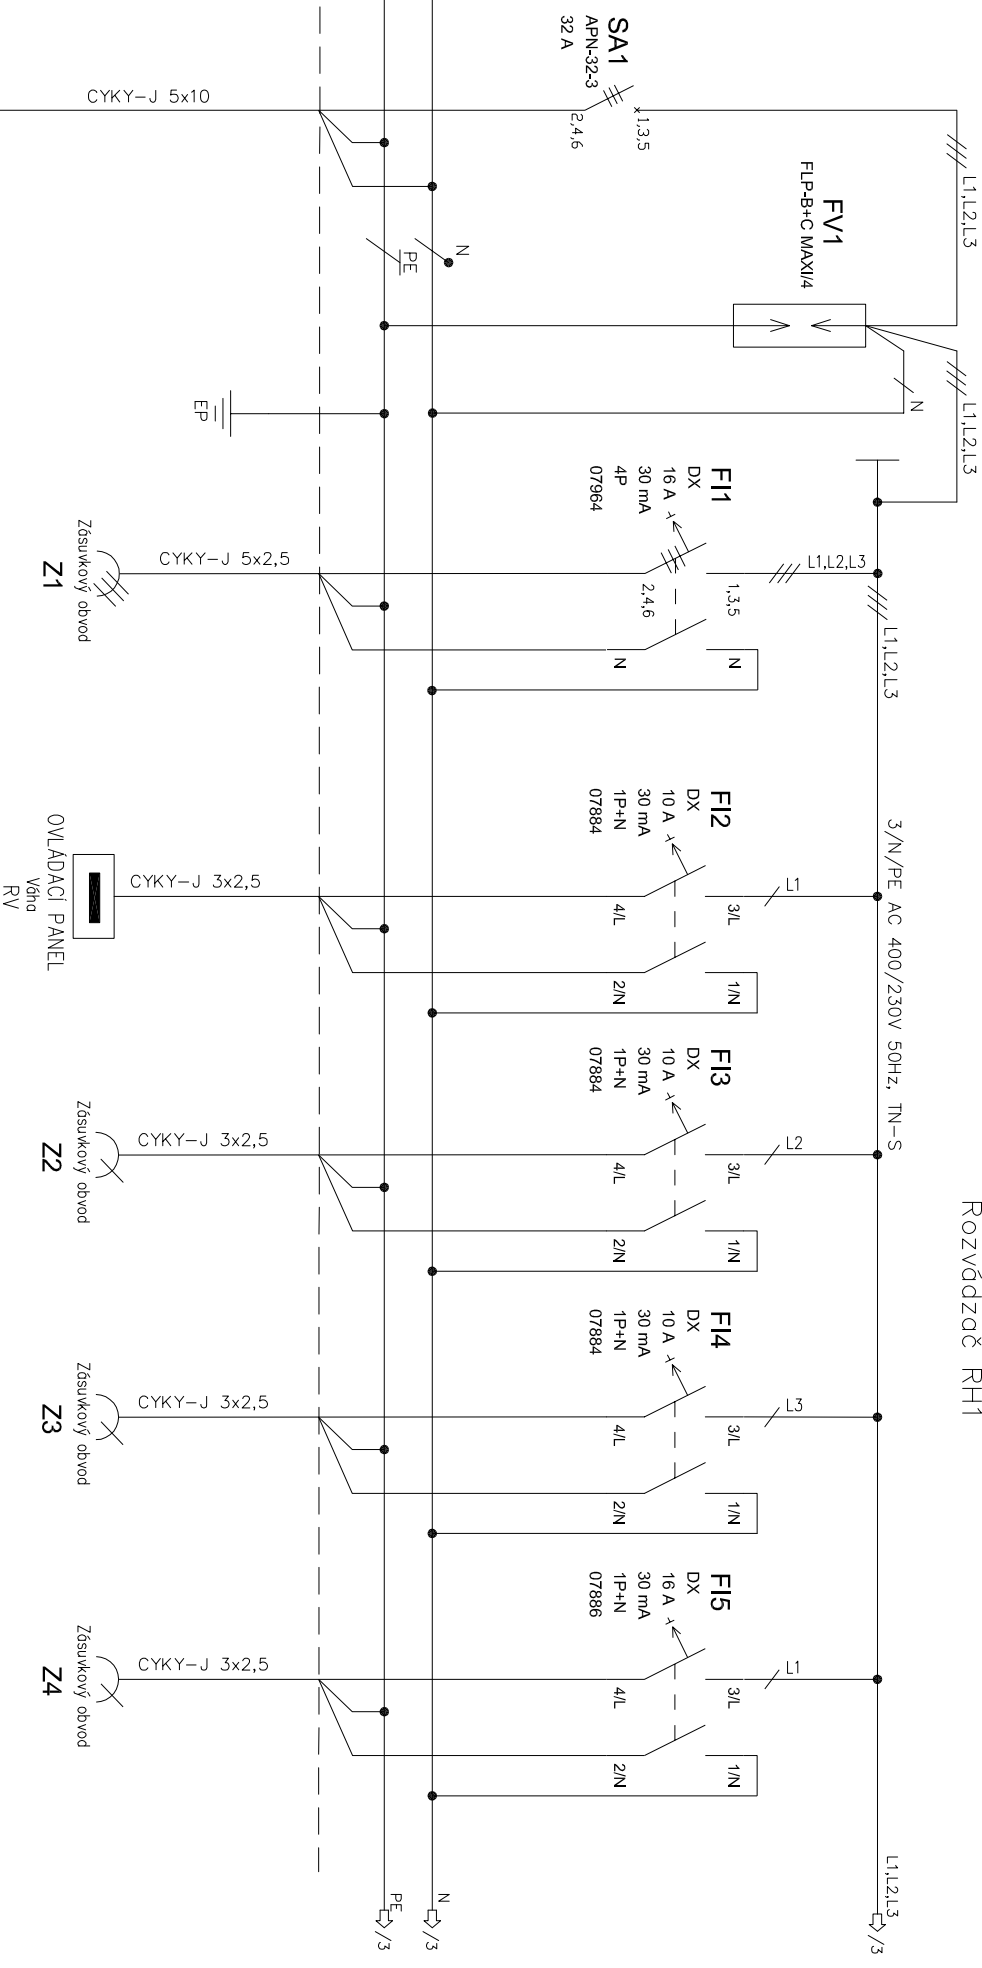 Rozvádzač RH1
L1,L2,L3
L1,L2,L3
N
FV1
FLP-B+C MAXI/4
SA1
APN-32-3
32 A
1,3,5
2,4,6
CYKY-J 5x10
N
PE
EP
3/N/PE AC 400/230V 50Hz, TN-S
L1,L2,L3
L1,L2,L3
FI1
DX
16 A
30 mA
4P
07964
1,3,5
2,4,6
N
N
CYKY-J 5x2,5
Zásuvkový obvod
Z1
L1
FI2
DX
10 A
30 mA
1P+N
07884
3/L
4/L
1/N
2/N
CYKY-J 3x2,5
OVLÁDACÍ PANEL
Váha
RV
L2
FI3
DX
10 A
30 mA
1P+N
07884
3/L
4/L
1/N
2/N
CYKY-J 3x2,5
Zásuvkový obvod
Z2
L3
FI4
DX
10 A
30 mA
1P+N
07884
3/L
4/L
1/N
2/N
CYKY-J 3x2,5
Zásuvkový obvod
Z3
L1
FI5
DX
16 A
30 mA
1P+N
07886
3/L
4/L
1/N
2/N
CYKY-J 3x2,5
Zásuvkový obvod
Z4
L1,L2,L3
/3
N
/3
PE
/3